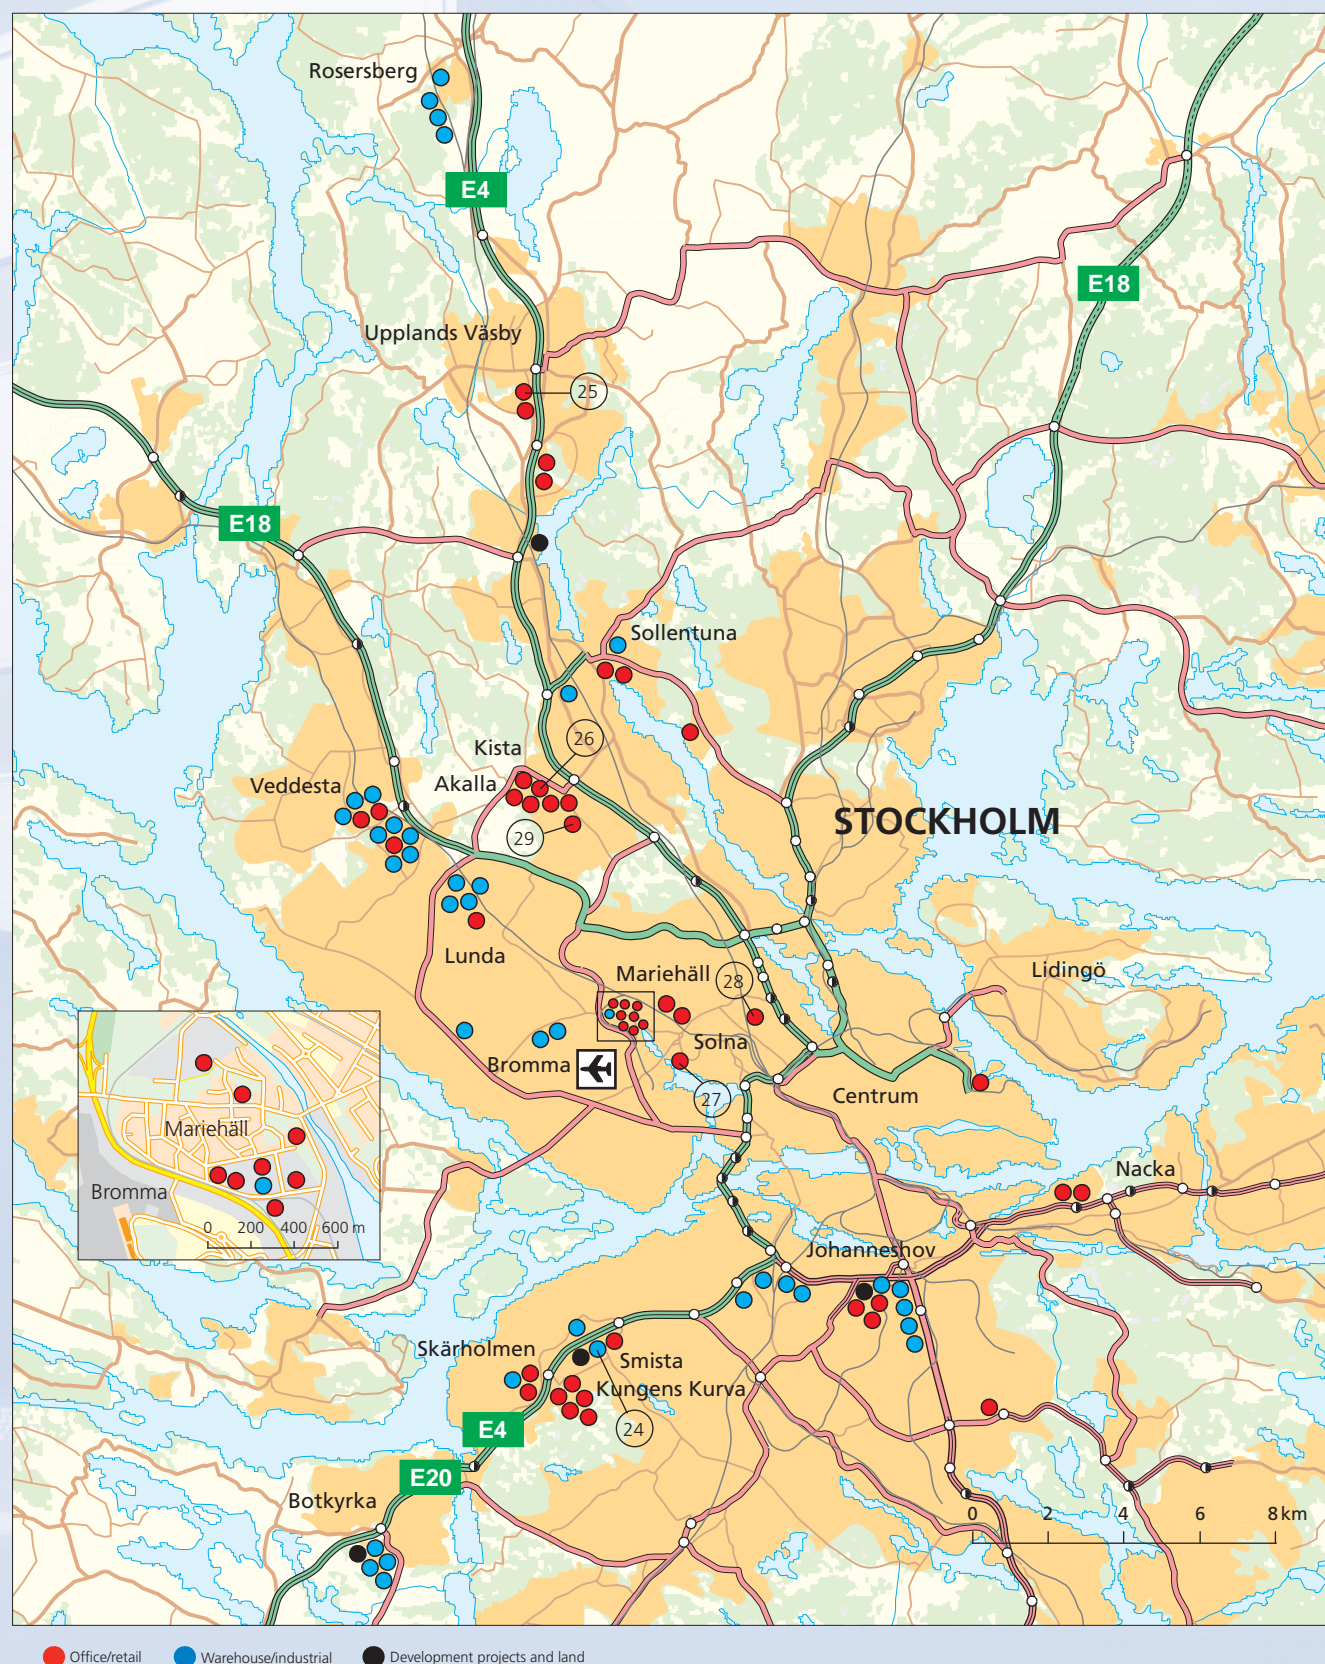 Rosersberg
E4
E18
Upplands Väsby
25
E18
Sollentuna
26
Kista
Akalla
Veddesta
STOCKHOLM
29
Lunda
Mariehäll
28
Lidingö
Solna
Bromma
27
Centrum
Mariehäll
Bromma
0 200 400 600 m
Nacka
Johanneshov
Skärholmen
Smista
Kungens Kurva
E4
24
E20
Botkyrka
0 2 4 6 8 km
Office/retail Warehouse/industrial Development projects and land